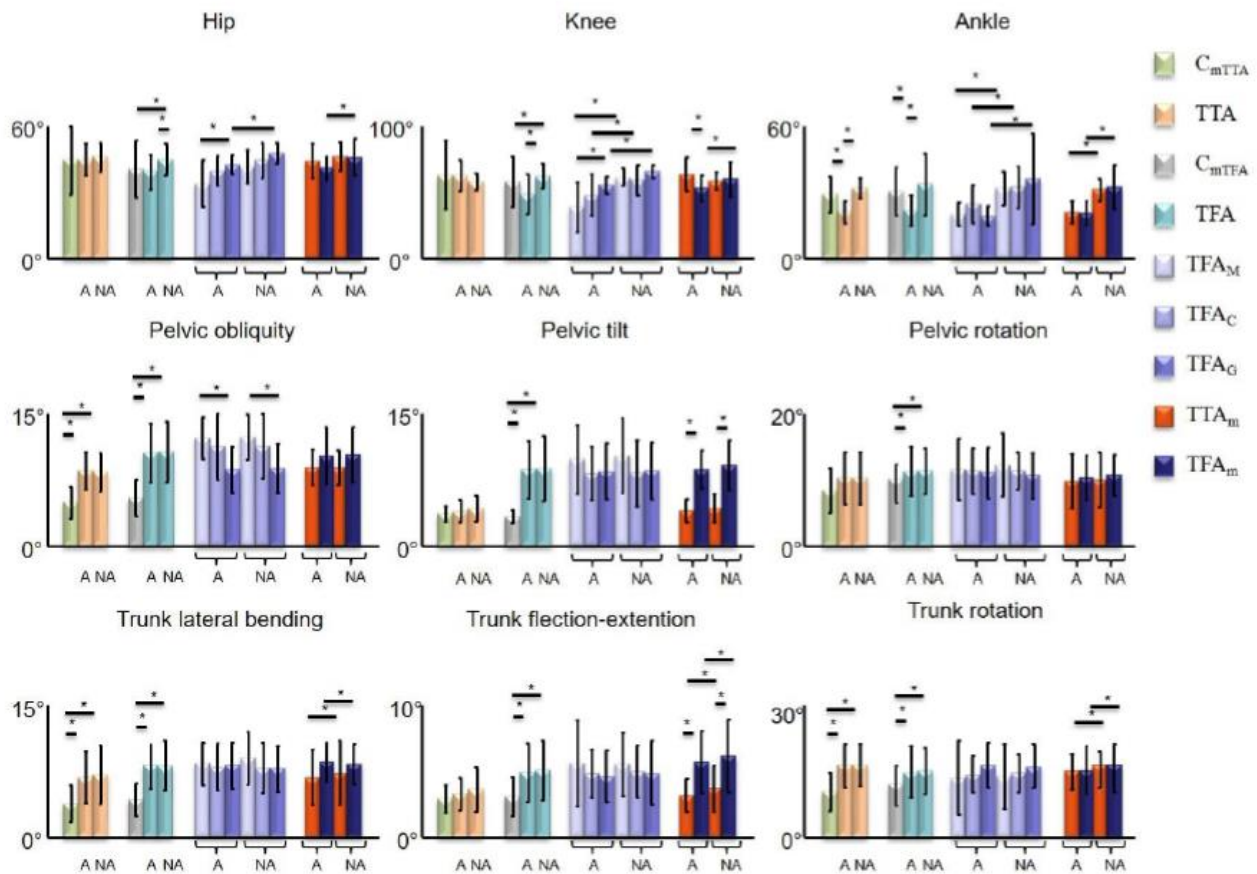 Hip Knee Ankle
60° 100° 60°
0° 0° 0°
A NA A NA A NA A NA
A NA A NA A NA A NA
A NA A NA A NA A NA
Pelvic obliquity Pelvic tilt Pelvic rotation
15° 15° 20°
0° 0° 0°
A NA A NA A NA A NA
A NA A NA A NA A NA
A NA A NA A NA A NA
Trunk lateral bending Trunk flection-extention Trunk rotation
15° 10° 30°
0° 0° 0°
A NA A NA A NA A NA
A NA A NA A NA A NA
A NA A NA A NA A NA
CmTTA
TTA
CmTFA
TFA
TFAM
TFAC
TFAG
TTAm
TFAm